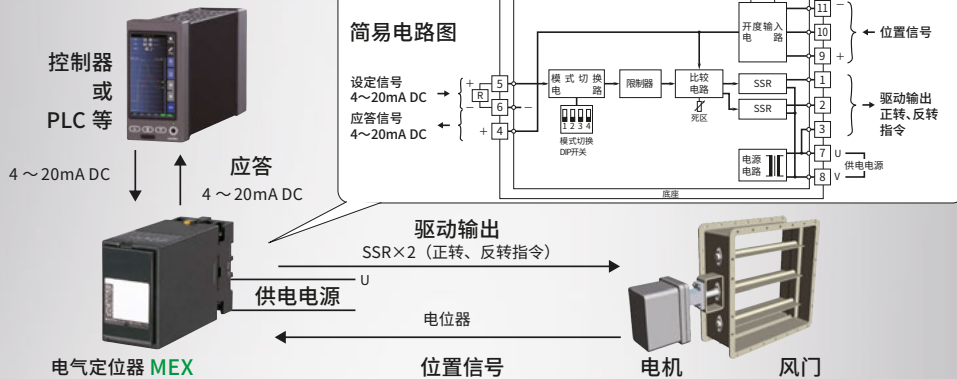 控制器
或
PLC 等
4～20mA DC
应答
4～20mA DC
简易电路图
设定信号
4～20mA DC
应答信号
4～20mA DC
+
R
−
+
5
6
−
4
模式切换
电路
1 2 3 4
模式切换
DIP开关
限制器
比较
电路
死区
开度输入
电路
SSR
SSR
电源
电路
底座
11
10
9
1
2
3
7
8
−
+
位置信号
驱动输出
正转、反转
指令
U
V
供电电源
驱动输出
SSR×2（正转、反转指令）
U
供电电源
电位器
位置信号
电气定位器 MEX
电机
风门